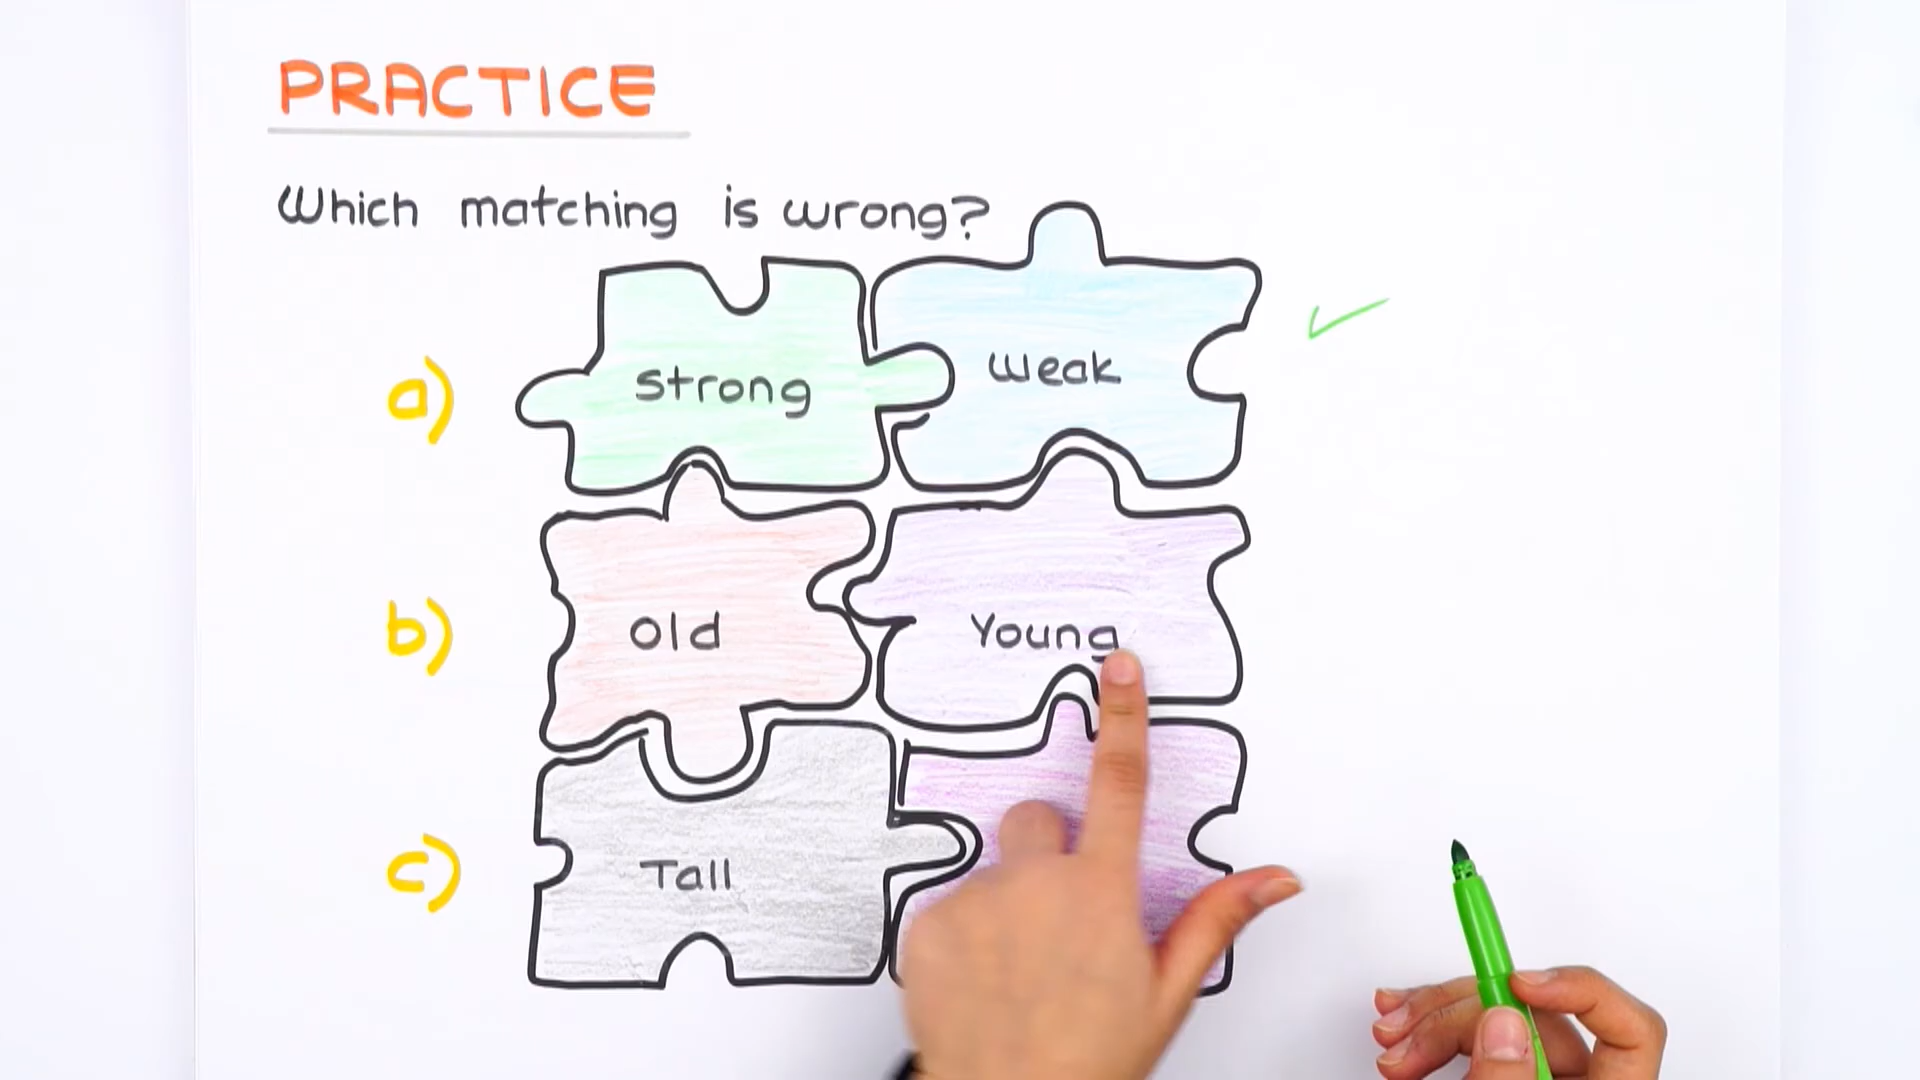 PRACTICE
Which matching is wrong?
a) Strong Weak
b) Old Young
c) Tall